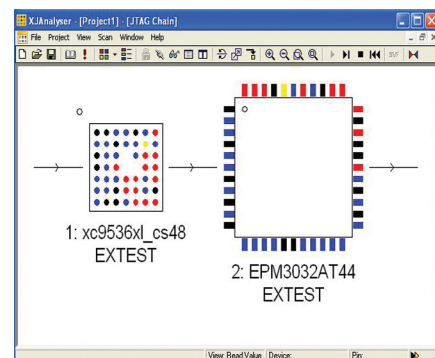 XJAnalyser - [Project1] - [JTAG Chain]
File Project View Scan Window Help
SVF
1: xc9536xl_cs48
EXTEST
2: EPM3032AT44
EXTEST
View: Read Value Device: Pin: